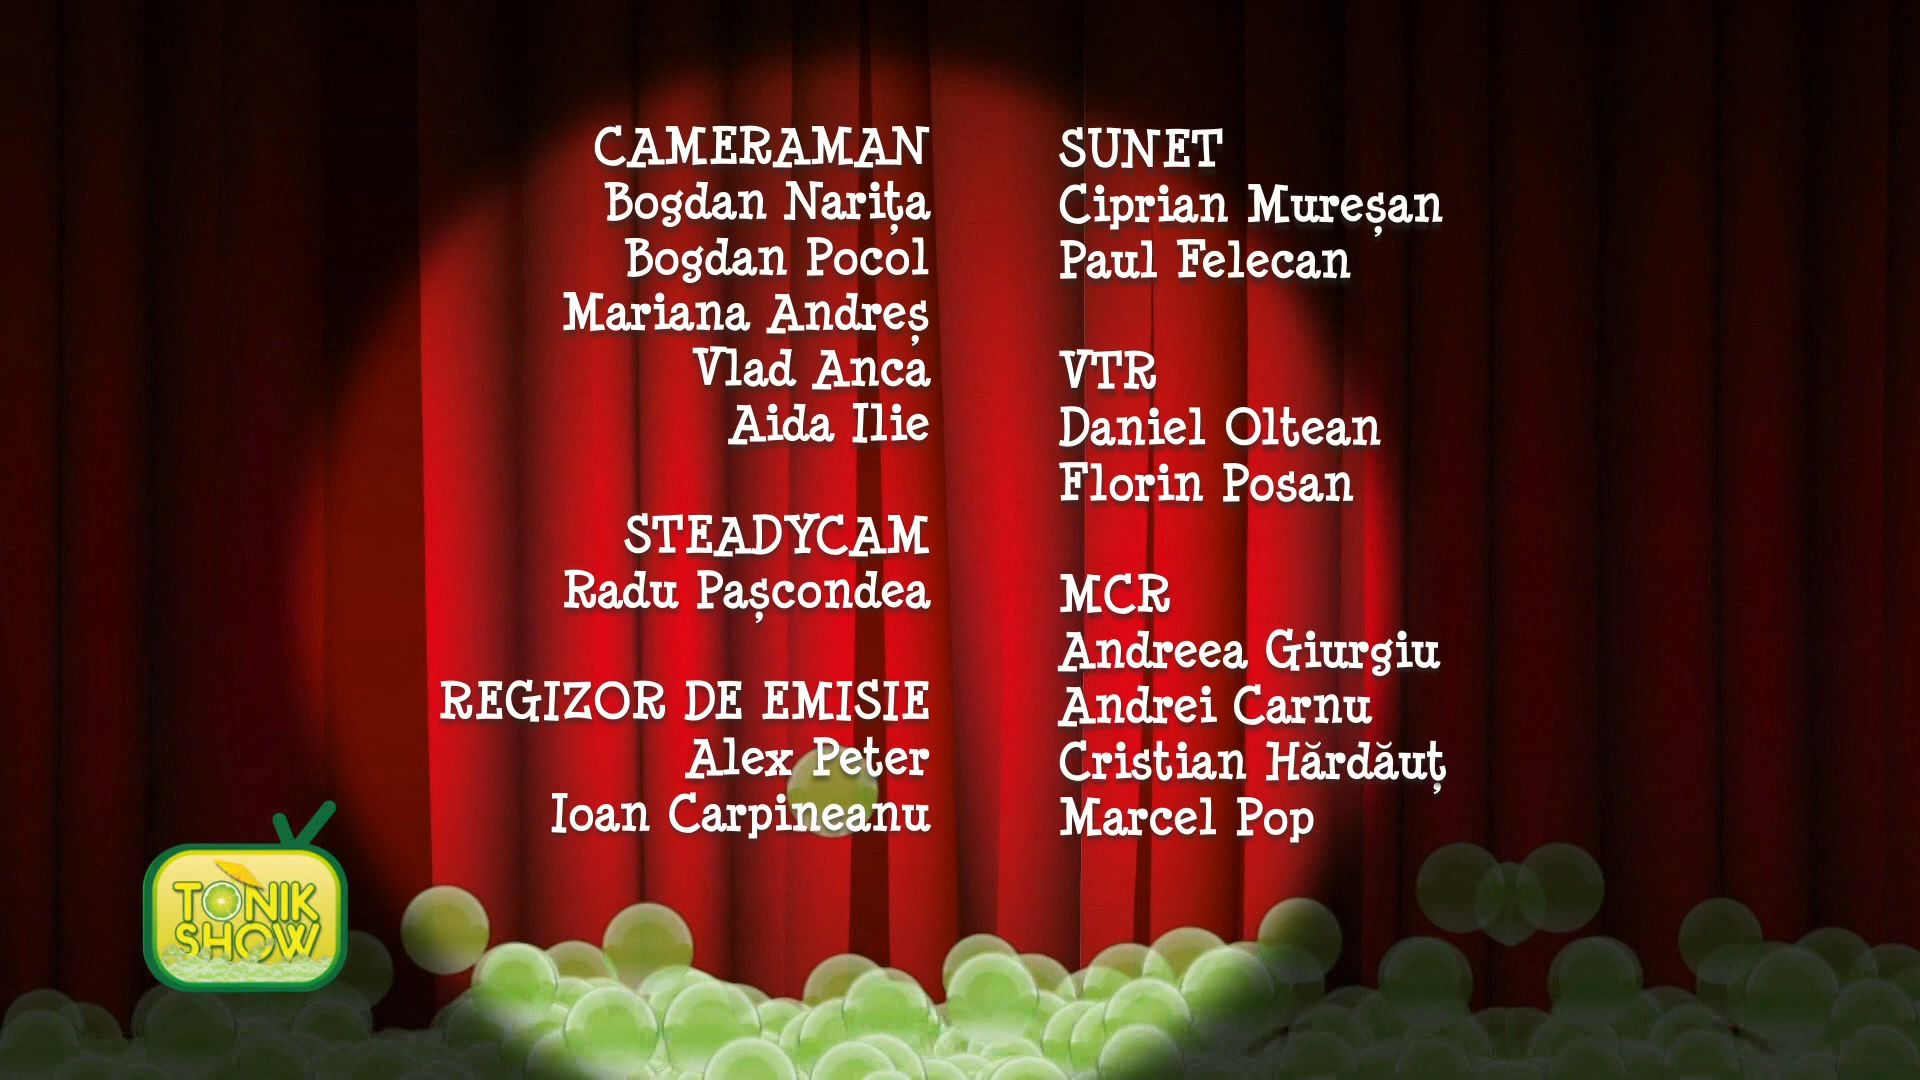 CAMERAMAN
Bogdan Narița
Bogdan Pocol
Mariana Andreș
Vlad Anca
Aida Ilie
STEADYCAM
Radu Pașcondea
REGIZOR DE EMISIE
Alex Peter
Ioan Carpineanu
SUNET
Ciprian Mureșan
Paul Felecan
VTR
Daniel Oltean
Florin Posan
MCR
Andreea Giurgiu
Andrei Carnu
Cristian Hărdăuț
Marcel Pop
TONIK
SHOW